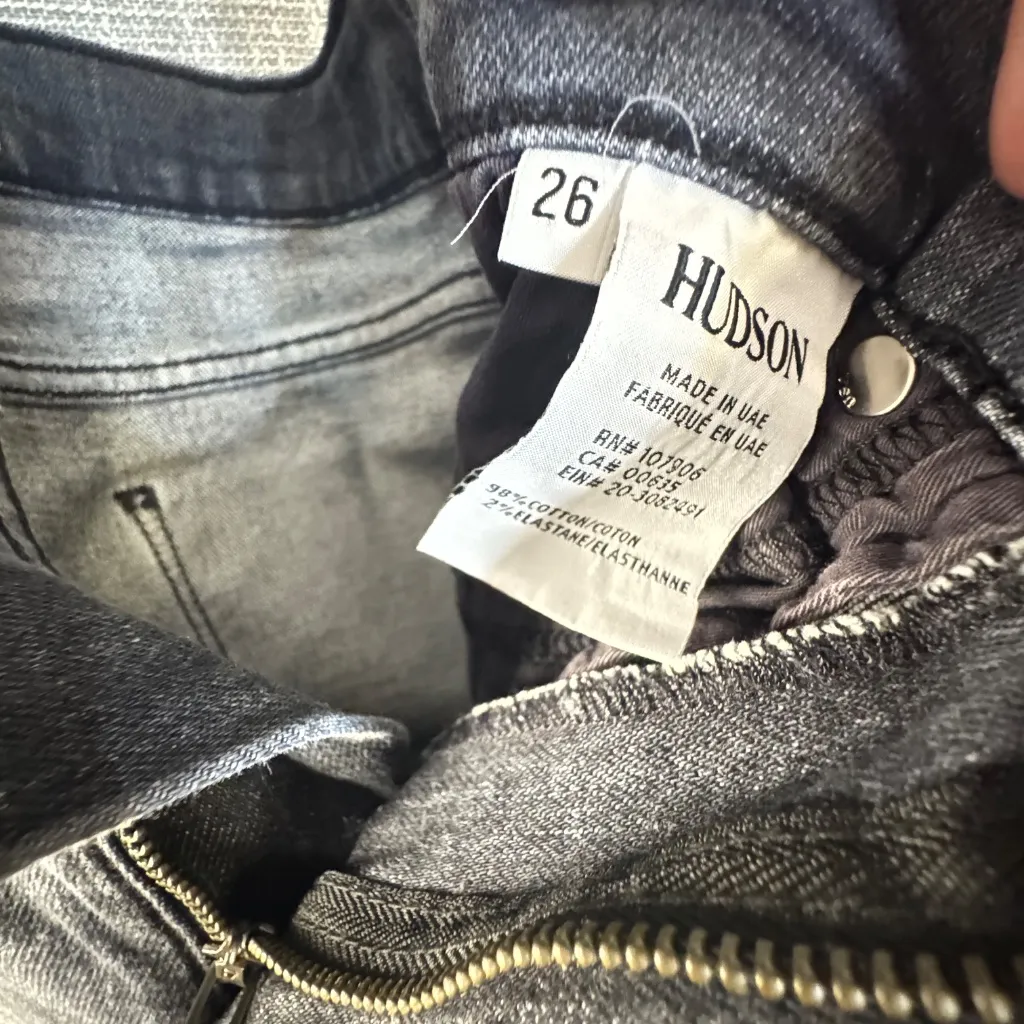 26
HUDSON
MADE IN UAE
FABRIQUÉ EN UAE
RN# 107906
CA# 00635
EIN# 20-3082491
98%COTTON/COTON
2%ELASTANE/ELASTHANNE